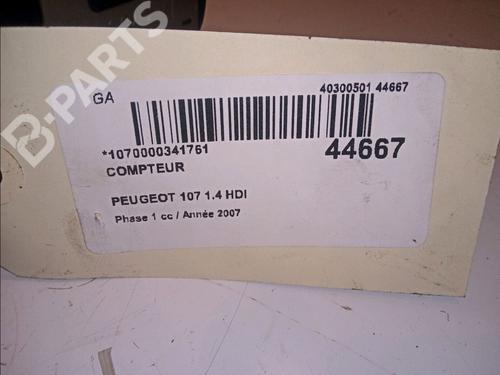 GA
40300501 44667
*1070000341761
44667
COMPTEUR
PEUGEOT 107 1.4 HDI
Phase 1 cc / Année 2007
B-PARTS